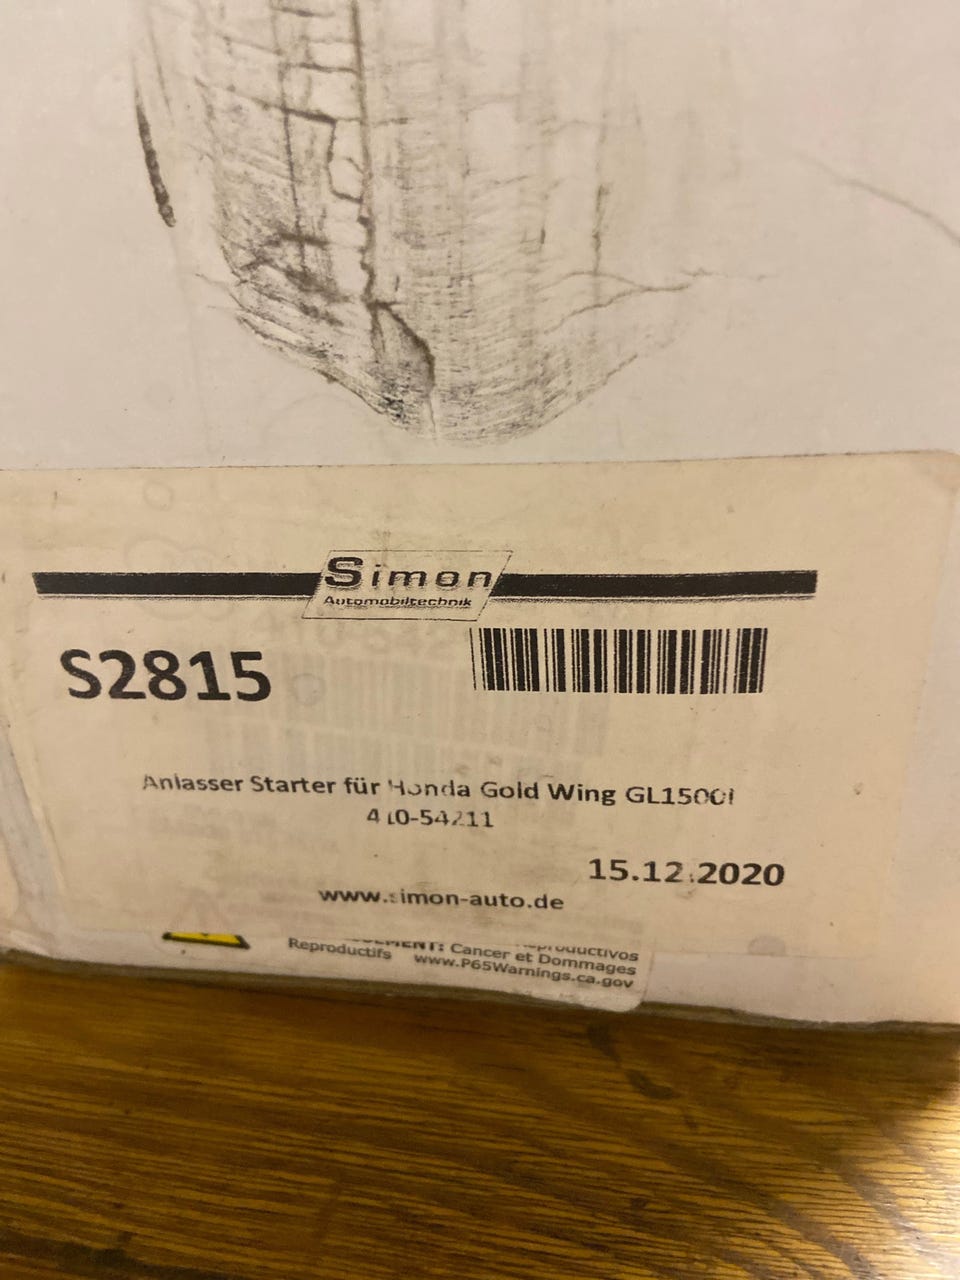 Simon
Automobiltechnik
S2815
Anlasser Starter für Honda Gold Wing GL1500I
410-54211
15.12.2020
www.simon-auto.de
Reproductivos
Cancer et Dommages
Reproductifs www.P65Warnings.ca.gov